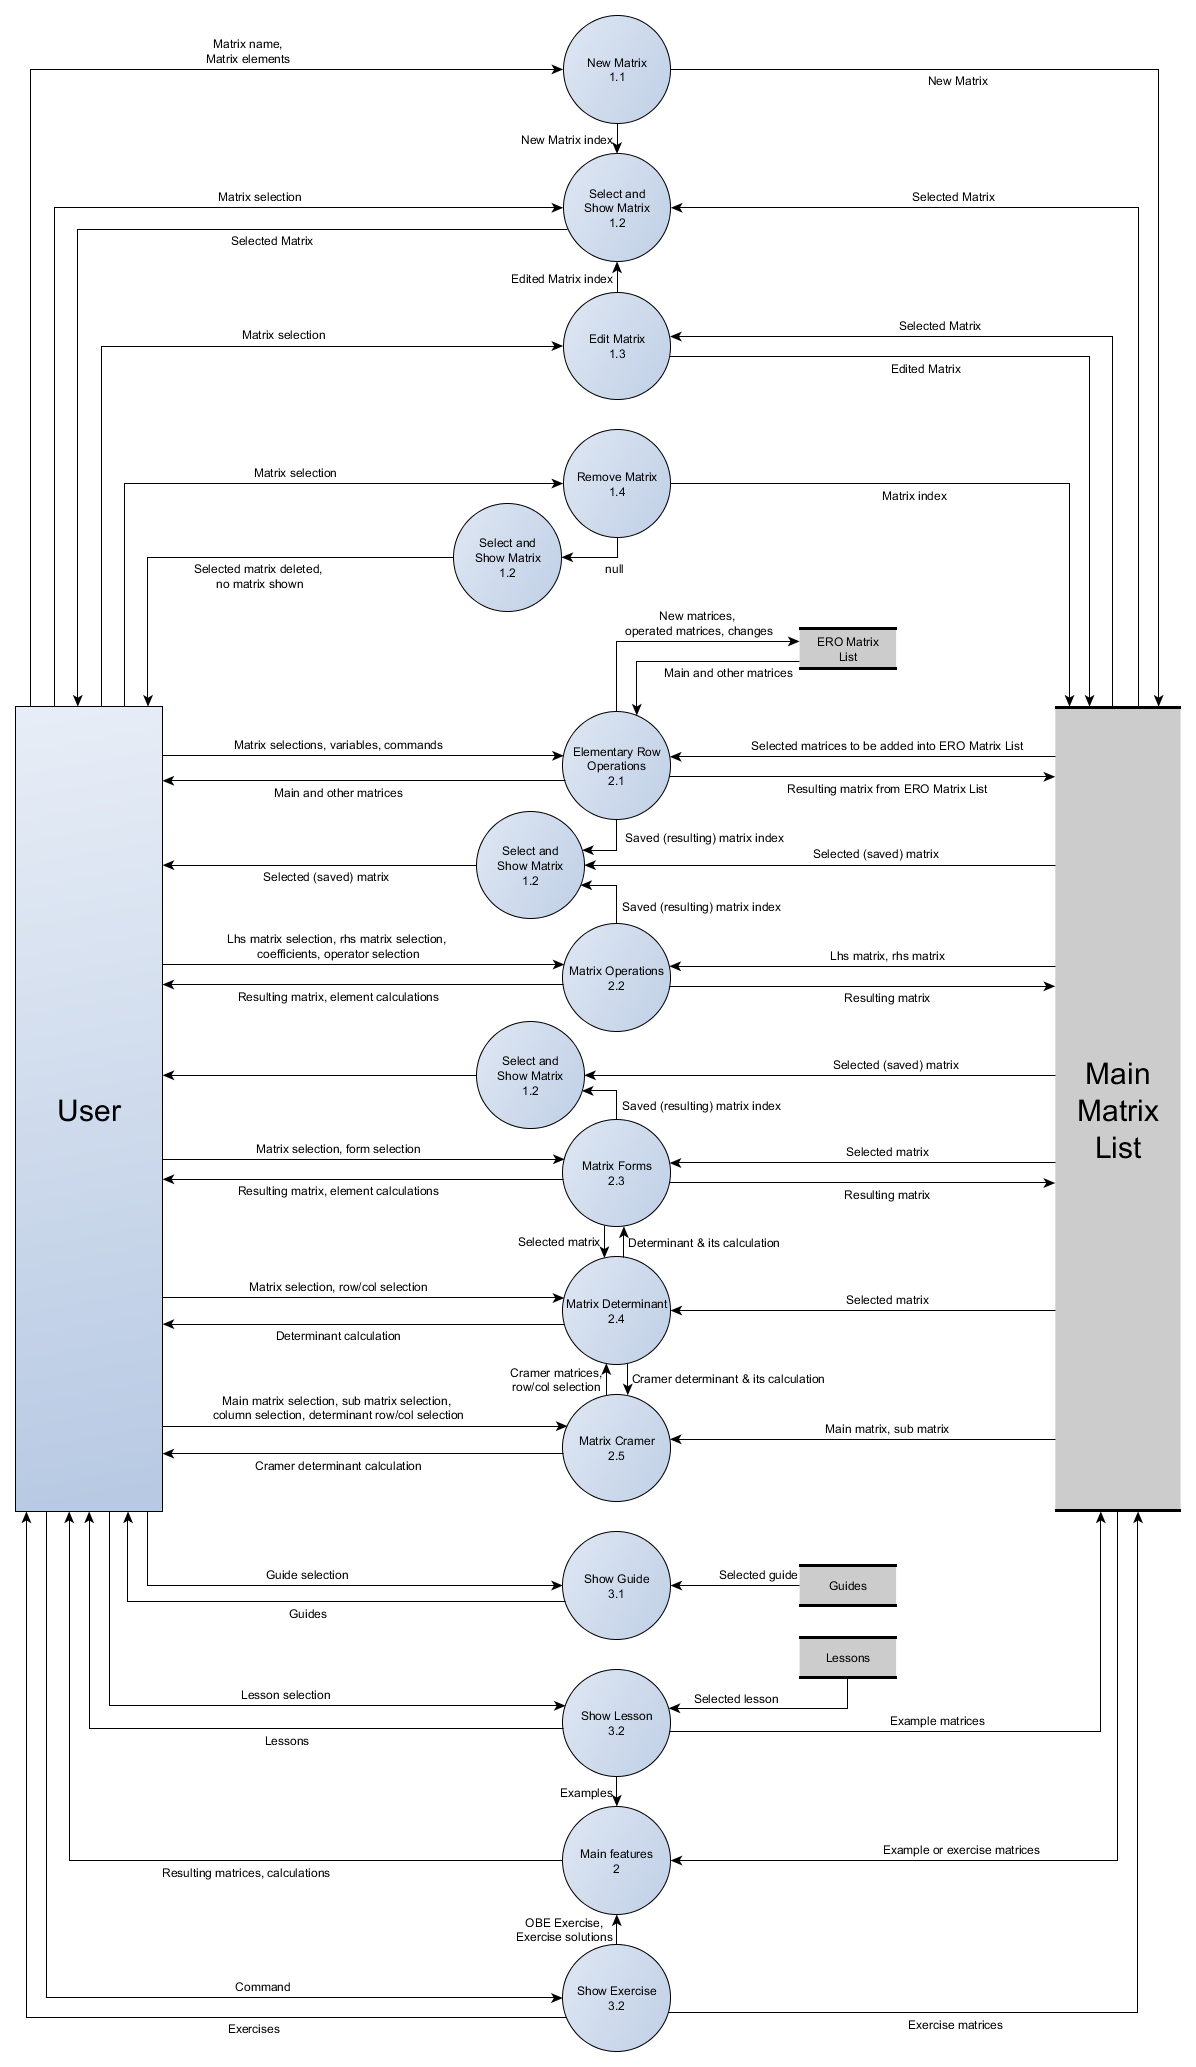 Matrix name,
Matrix elements
New Matrix
1.1
New Matrix
New Matrix index
Matrix selection
Select and
Show Matrix
1.2
Selected Matrix
Selected Matrix
Edited Matrix index
Matrix selection
Edit Matrix
1.3
Selected Matrix
Edited Matrix
Matrix selection
Remove Matrix
1.4
Matrix index
Select and
Show Matrix
1.2
null
Selected matrix deleted,
no matrix shown
New matrices,
operated matrices, changes
ERO Matrix
List
Main and other matrices
Matrix selections, variables, commands
Elementary Row
Operations
2.1
Selected matrices to be added into ERO Matrix List
Main and other matrices
Resulting matrix from ERO Matrix List
Saved (resulting) matrix index
Select and
Show Matrix
1.2
Selected (saved) matrix
Selected (saved) matrix
Saved (resulting) matrix index
Lhs matrix selection, rhs matrix selection,
coefficients, operator selection
Matrix Operations
2.2
Lhs matrix, rhs matrix
Resulting matrix, element calculations
Resulting matrix
Select and
Show Matrix
1.2
Selected (saved) matrix
User
Main
Matrix
List
Saved (resulting) matrix index
Matrix selection, form selection
Matrix Forms
2.3
Selected matrix
Resulting matrix, element calculations
Resulting matrix
Selected matrix
Determinant & its calculation
Matrix selection, row/col selection
Matrix Determinant
2.4
Selected matrix
Determinant calculation
Cramer matrices,
row/col selection
Cramer determinant & its calculation
Main matrix selection, sub matrix selection,
column selection, determinant row/col selection
Matrix Cramer
2.5
Main matrix, sub matrix
Cramer determinant calculation
Guide selection
Show Guide
3.1
Selected guide
Guides
Guides
Lessons
Lesson selection
Show Lesson
3.2
Selected lesson
Example matrices
Lessons
Examples
Main features
2
Example or exercise matrices
Resulting matrices, calculations
OBE Exercise,
Exercise solutions
Command
Show Exercise
3.2
Exercises
Exercise matrices